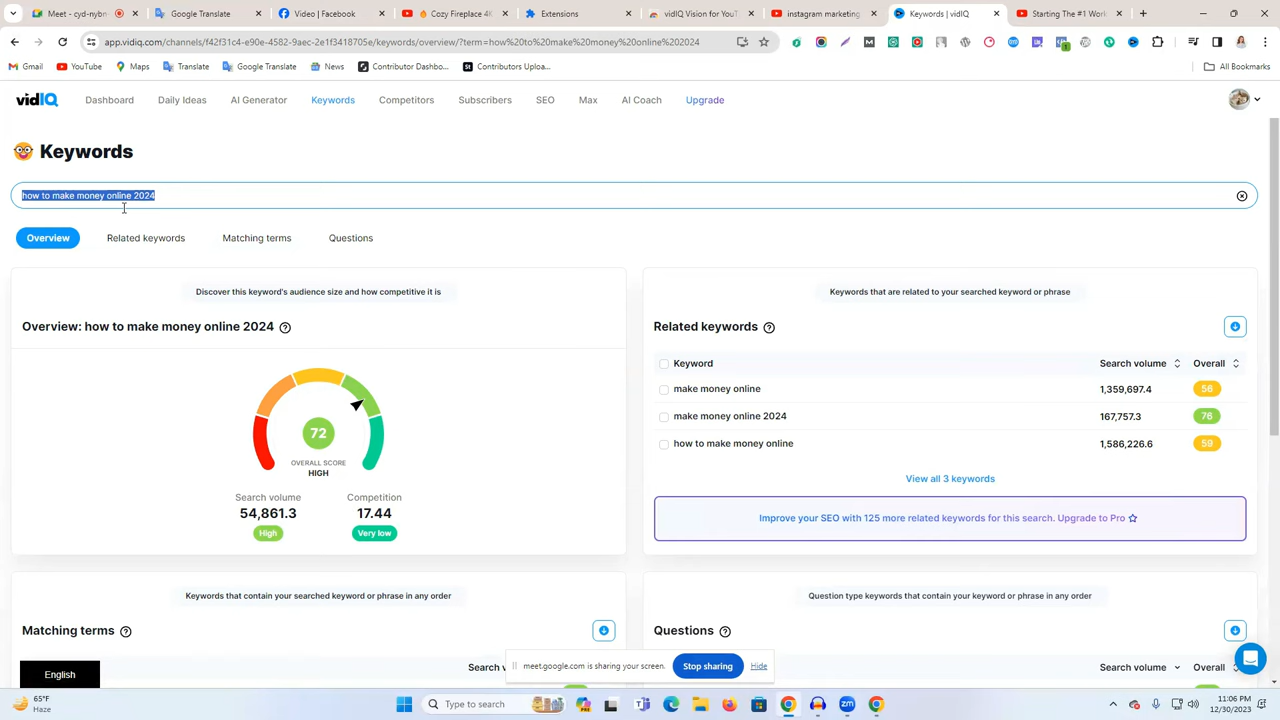 Meet
Google Translate
Video | Facebook
Cozy Fireplace 4K
Extensions
vidIQ Vision for You
instagram marketing
Keywords | vidIQ
Starting The #1 Work
app.vidiq.com/channels/f42f31c4-e90e-4582-9cac-2e1f3418705e/keywords/overview/?term=how%20to%20make%20money%20online%202024
Gmail
YouTube
Maps
Translate
Google Translate
News
Contributor Dashbo...
Contributors Uploa...
All Bookmarks
vidIQ
Dashboard
Daily Ideas
AI Generator
Keywords
Competitors
Subscribers
SEO
Max
AI Coach
Upgrade
Keywords
how to make money online 2024
Overview
Related keywords
Matching terms
Questions
Discover this keyword's audience size and how competitive it is
Overview: how to make money online 2024
72
OVERALL SCORE
HIGH
Search volume
Competition
54,861.3
17.44
High
Very low
Keywords that are related to your searched keyword or phrase
Related keywords
Keyword Search volume Overall
make money online 1,359,697.4 56
make money online 2024 167,757.3 76
how to make money online 1,586,226.6 59
View all 3 keywords
Improve your SEO with 125 more related keywords for this search. Upgrade to Pro
Keywords that contain your searched keyword or phrase in any order
Matching terms
Question type keywords that contain your keyword or phrase in any order
Questions
Search volume Overall
meet.google.com is sharing your screen.
Stop sharing
Hide
English
65°F
Haze
Type to search
11:06 PM
12/30/2023